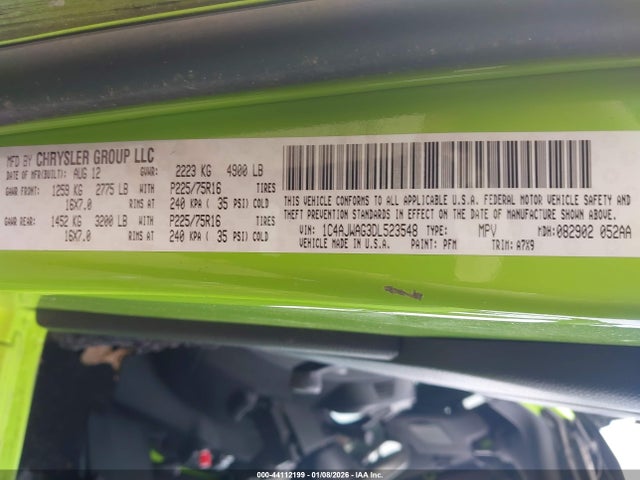 MFD BY CHRYSLER GROUP LLC
DATE OF MFR(BUILT): AUG 12 GVWR: 2223 KG 4900 LB
GAWR FRONT: 1259 KG 2775 LB WITH P225/75R16 TIRES
16X7.0 RIMS AT 240 KPA ( 35 PSI) COLD
GAWR REAR: 1452 KG 3200 LB WITH P225/75R16 TIRES
16X7.0 RIMS AT 240 KPA ( 35 PSI) COLD
THIS VEHICLE CONFORMS TO ALL APPLICABLE U.S.A. FEDERAL MOTOR VEHICLE SAFETY
AND THEFT PREVENTION STANDARDS IN EFFECT ON THE DATE OF MANUFACTURE SHOWN ABOVE.
VIN: 1C4AJWAG3DL523548 TYPE: MPV MDH: 082902 052AA
VEHICLE MADE IN U.S.A. PAINT: PFM TRIM: A7X9
000-44112199 01/08/2026 IAA Inc.